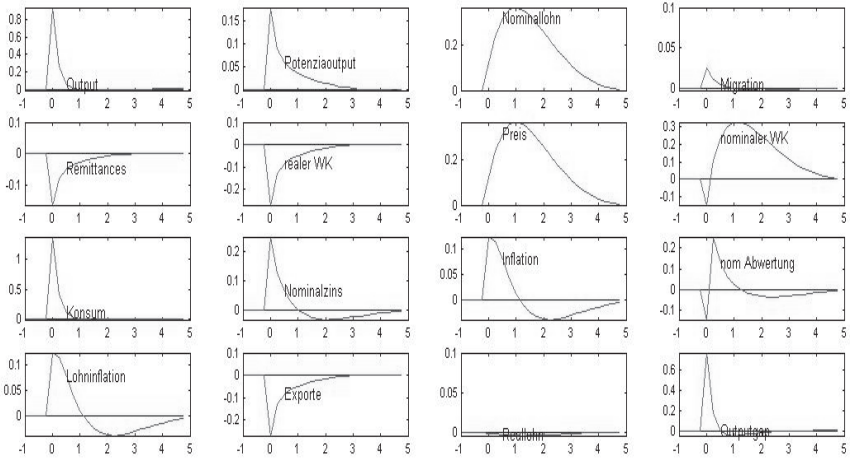 0.8
0.6
0.4
0.2
0
Output
-1 0 1 2 3 4 5
0.15
0.1
0.05
0
Potenziaoutput
-1 0 1 2 3 4 5
0.2
0
Nominallohn
-1 0 1 2 3 4 5
0.1
0.05
0
Migration
-1 0 1 2 3 4 5
0.1
0
-0.1
Remittances
-1 0 1 2 3 4 5
0.1
0
-0.1
-0.2
realer WK
-1 0 1 2 3 4 5
0.2
0
Preis
-1 0 1 2 3 4 5
0.3
0.2
0.1
0
-0.1
nominaler WK
-1 0 1 2 3 4 5
1
0.5
0
Konsum
-1 0 1 2 3 4 5
0.2
0.1
0
Nominalzins
-1 0 1 2 3 4 5
0.1
0.05
0
Inflation
-1 0 1 2 3 4 5
0.2
0.1
0
-0.1
nom Abwertung
-1 0 1 2 3 4 5
0.1
0.05
0
Lohninflation
-1 0 1 2 3 4 5
0.1
0
-0.1
-0.2
Exporte
-1 0 1 2 3 4 5
0.1
0.05
0
Reallohn
-1 0 1 2 3 4 5
0.6
0.4
0.2
0
Outputgap
-1 0 1 2 3 4 5